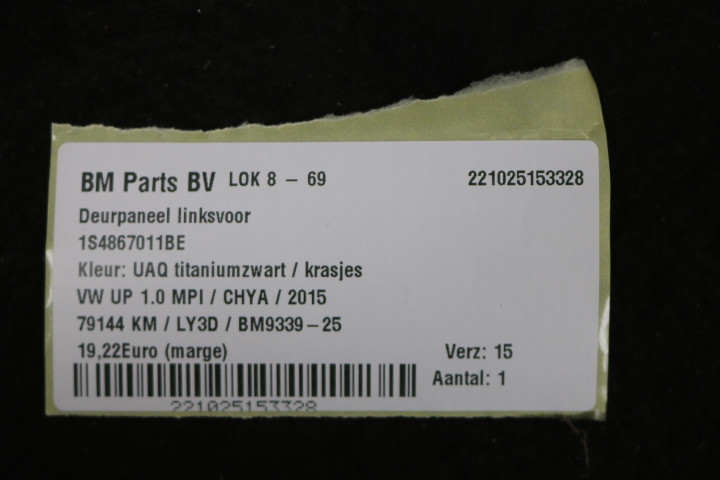 BM Parts BV LOK 8 – 69 221025153328
Deurpaneel linksvoor
1S4867011BE
Kleur: UAQ titaniumzwart / krasjes
VW UP 1.0 MPI / CHYA / 2015
79144 KM / LY3D / BM9339–25
19,22Euro (marge) Verz: 15
Aantal: 1
221025153328